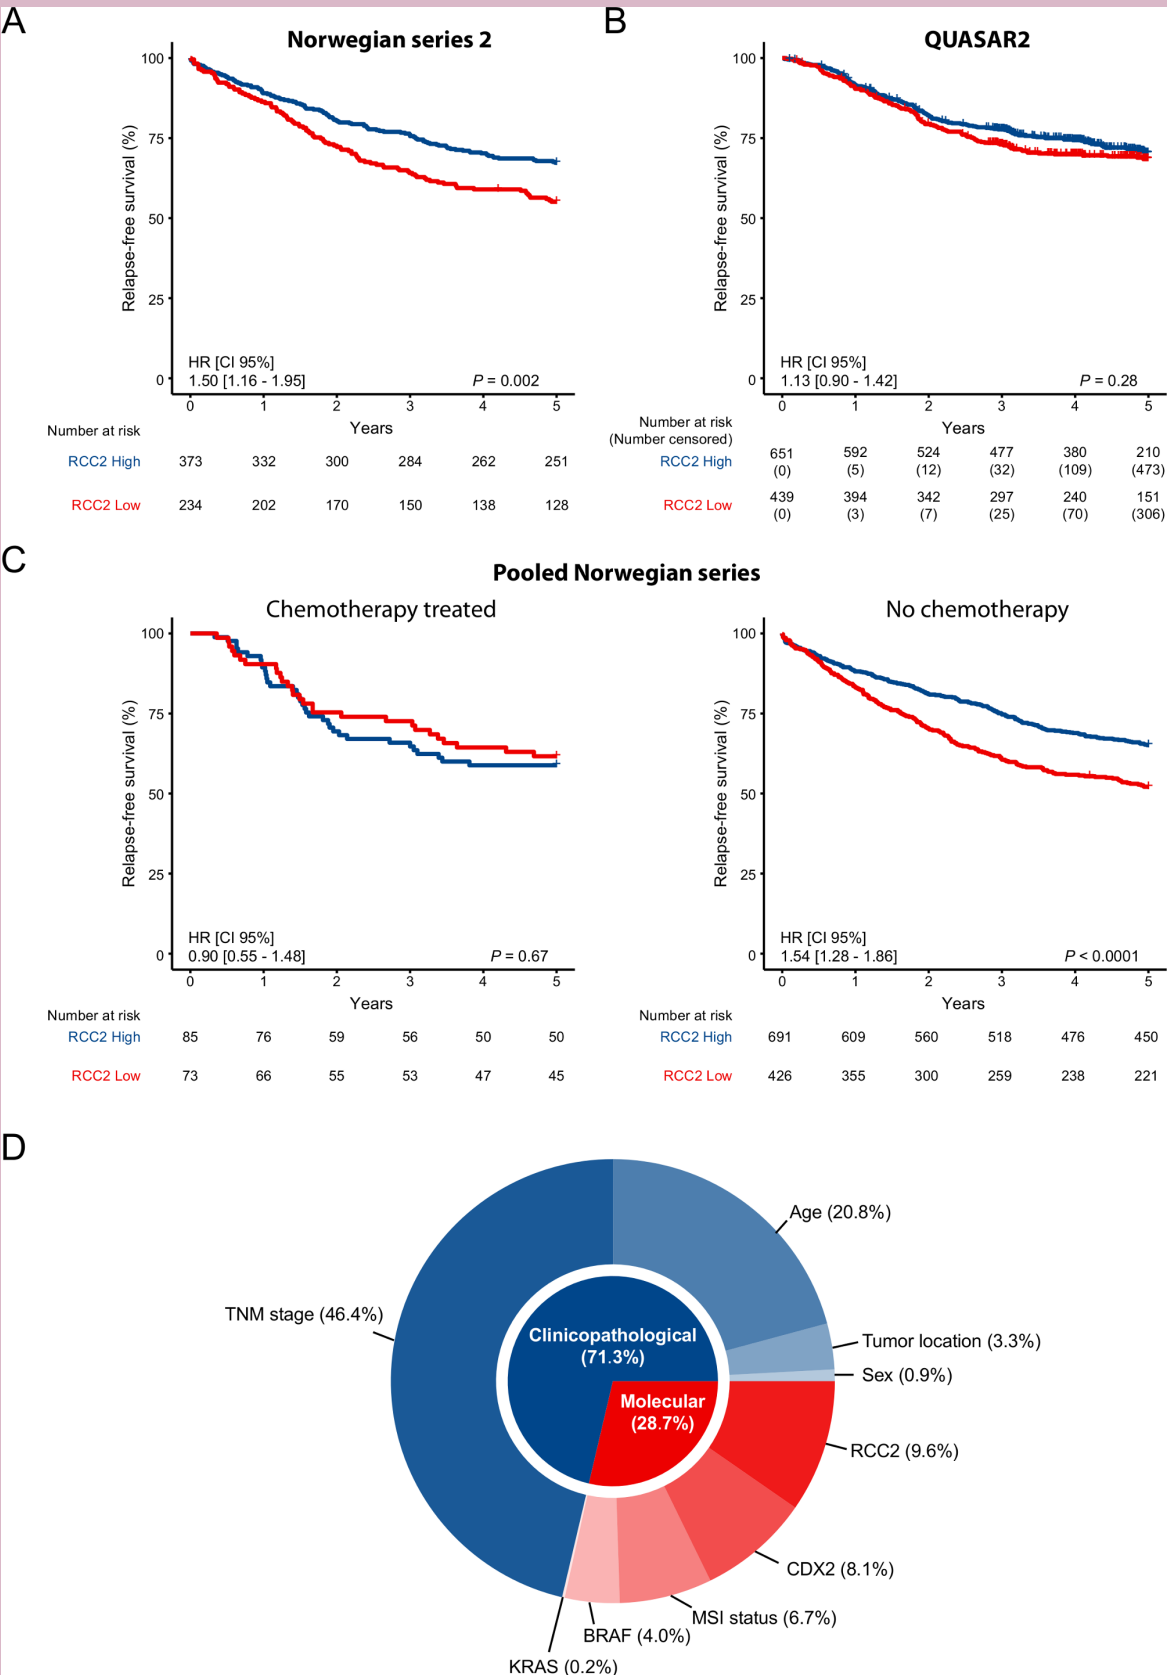 A
Norwegian series 2
100
75
50
25
0
Relapse-free survival (%)
HR [CI 95%]
1.50 [1.16 - 1.95]
P = 0.002
0 1 2 3 4 5
Years
Number at risk
RCC2 High 373 332 300 284 262 251
RCC2 Low 234 202 170 150 138 128
B
QUASAR2
100
75
50
25
0
Relapse-free survival (%)
HR [CI 95%]
1.13 [0.90 - 1.42]
P = 0.28
0 1 2 3 4 5
Years
Number at risk
(Number censored)
RCC2 High 651 592 524 477 380 210
(0) (5) (12) (32) (109) (473)
RCC2 Low 439 394 342 297 240 151
(0) (3) (7) (25) (70) (306)
C
Pooled Norwegian series
Chemotherapy treated
100
75
50
25
0
Relapse-free survival (%)
HR [CI 95%]
0.90 [0.55 - 1.48]
P = 0.67
0 1 2 3 4 5
Years
Number at risk
RCC2 High 85 76 59 56 50 50
RCC2 Low 73 66 55 53 47 45
No chemotherapy
100
75
50
25
0
Relapse-free survival (%)
HR [CI 95%]
1.54 [1.28 - 1.86]
P < 0.0001
0 1 2 3 4 5
Years
Number at risk
RCC2 High 691 609 560 518 476 450
RCC2 Low 426 355 300 259 238 221
D
Age (20.8%)
TNM stage (46.4%)
Clinicopathological
(71.3%)
Tumor location (3.3%)
Sex (0.9%)
Molecular
(28.7%)
RCC2 (9.6%)
CDX2 (8.1%)
MSI status (6.7%)
BRAF (4.0%)
KRAS (0.2%)